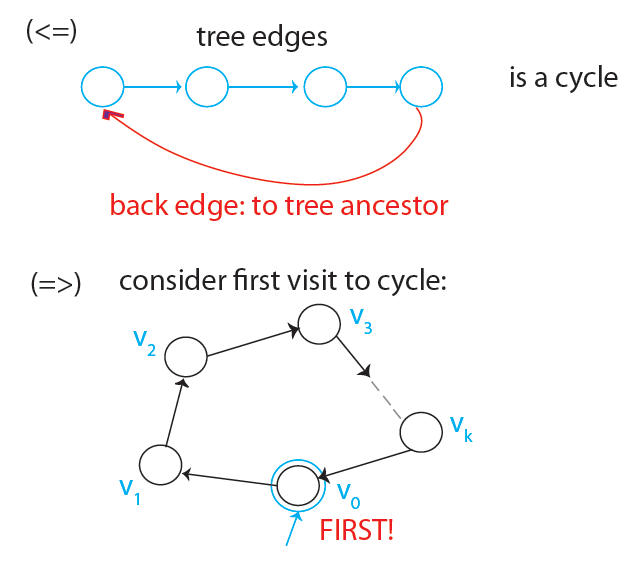 (<=)
tree edges
is a cycle
back edge: to tree ancestor
(=>) consider first visit to cycle:
v3
v2
vk
v1
v0
FIRST!